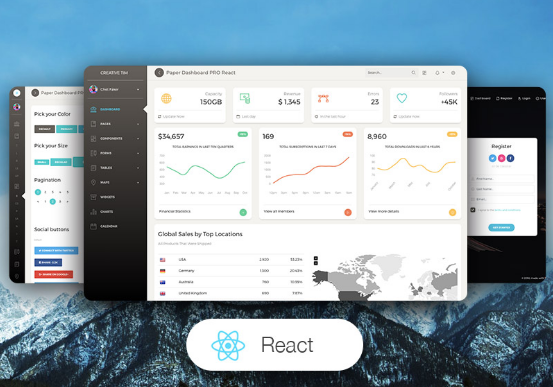 CREATIVE TIM
Paper Dashboard PRO React
Search...
Chet Faker
DASHBOARD
PAGES
COMPONENTS
FORMS
TABLES
MAPS
WIDGETS
CHARTS
CALENDAR
Capacity
150GB
Update Now
Revenue
$ 1,345
Last day
Errors
23
In the last hour
Followers
+45K
Update now
$34,657
TOTAL EARNINGS IN LAST TEN QUARTERS
Financial Statistics
169
TOTAL SUBSCRIPTIONS IN LAST 7 DAYS
View all members
8,960
TOTAL DOWNLOADS IN LAST 6 YEARS
View more details
Global Sales by Top Locations
All products that were shipped
USA 2.920 53.23%
Germany 1.300 20.43%
Australia 760 10.35%
United Kingdom 690 7.87%
Paper Dashboard PRO React
Pick your Color
Pick your Size
Pagination
Social buttons
Register
React